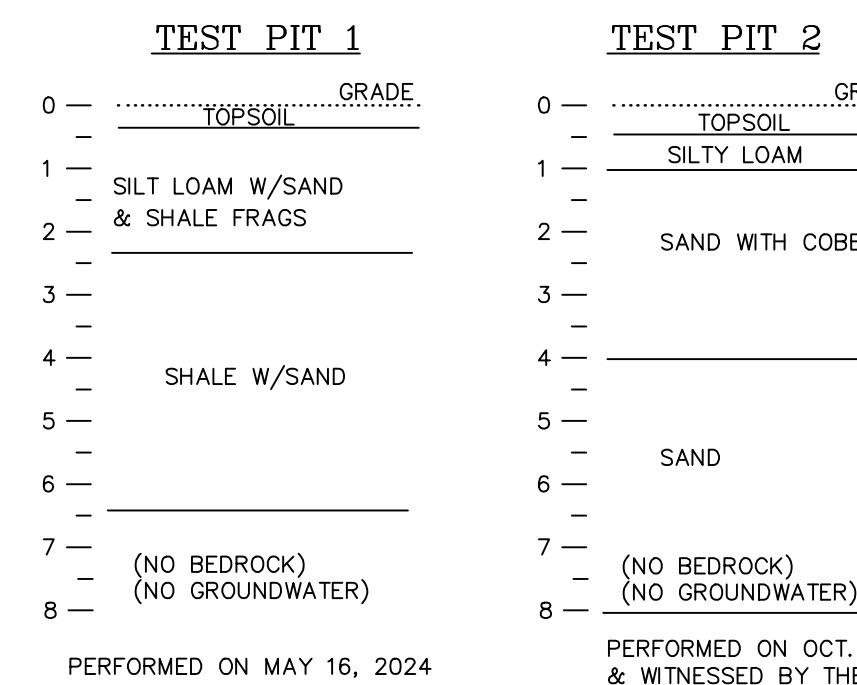 TEST PIT 1
GRADE
0
TOPSOIL
1
SILT LOAM W/SAND
& SHALE FRAGS
2
3
4
SHALE W/SAND
5
6
7
(NO BEDROCK)
(NO GROUNDWATER)
8
PERFORMED ON MAY 16, 2024
TEST PIT 2
0
TOPSOIL
SILTY LOAM
1
2
SAND WITH
3
4
5
SAND
6
7
(NO BEDROCK)
(NO GROUNDWATER)
8
PERFORMED ON OCT.
& WITNESSED BY THE